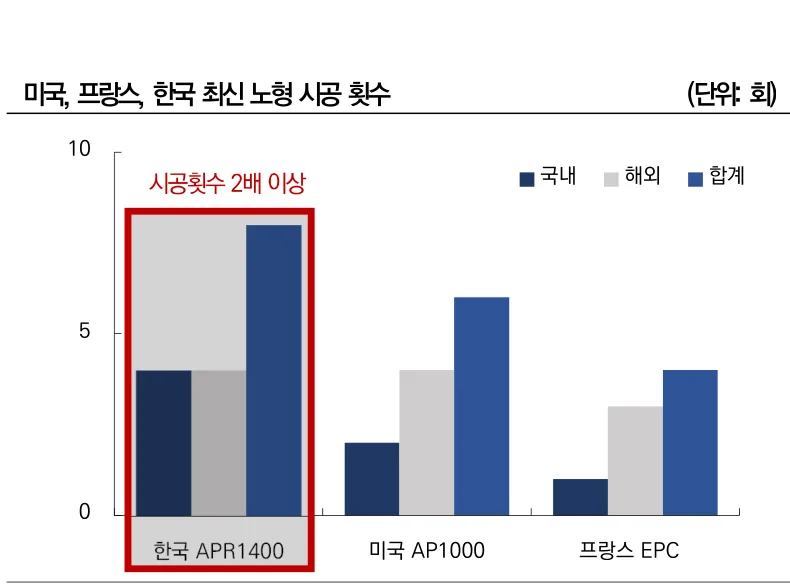 미국, 프랑스, 한국 최신 노형 시공 횟수 (단위: 회)
10
시공횟수 2배 이상
국내 해외 합계
5
0
한국 APR1400 미국 AP1000 프랑스 EPC